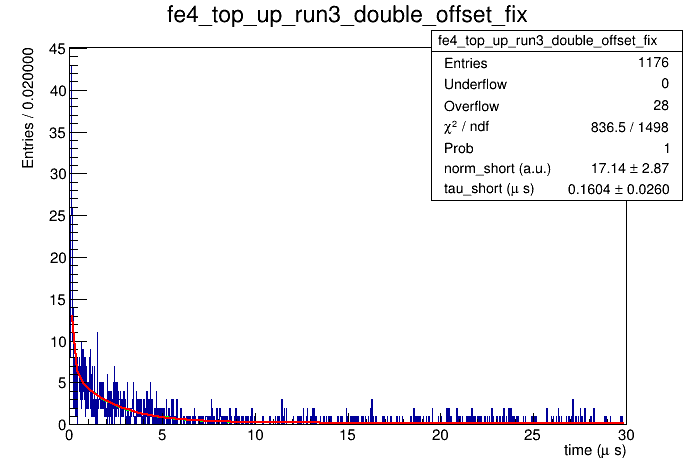 fe4_top_up_run3_double_offset_fix
fe4_top_up_run3_double_offset_fix
Entries 1176
Underflow 0
Overflow 28
χ² / ndf 836.5 / 1498
Prob 1
norm_short (a.u.) 17.14 ± 2.87
tau_short (μ s) 0.1604 ± 0.0260
Entries / 0.020000
45
40
35
30
25
20
15
10
5
0
0 5 10 15 20 25 30
time (μ s)